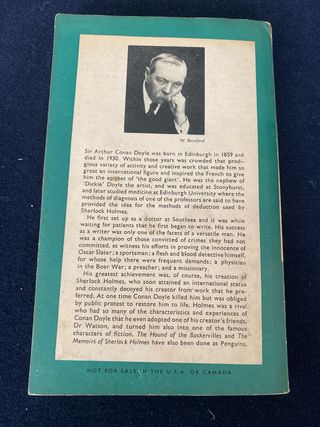 W. Ransford
Sir Arthur Conan Doyle was born in Edinburgh in 1859 and
died in 1930. Within those years was crowded that prodi-
gious variety of activity and creative work that made him so
great an international figure and inspired the French to give
him the epithet of 'the good giant'. He was the nephew of
'Dickie' Doyle the artist, and was educated at Stonyhurst,
and later studied medicine at Edinburgh University where the
methods of diagnosis of one of the professors are said to have
provided the idea for the methods of deduction used by
Sherlock Holmes.
He first set up as a doctor at Southsea and it was while
waiting for patients that he first began to write. His success
as a writer was only one of the facets of a versatile man. He
was a champion of those convicted of crimes they had not
committed, as witness his efforts in proving the innocence of
Oscar Slater; a sportsman; a flesh and blood detective himself,
for whose help there were frequent demands: a physician
in the Boer War; a preacher; and a missionary.
His greatest achievement was, of course, his creation of
Sherlock Holmes, who soon attained an international status
and constantly decoyed his creator from work that he pre-
ferred. At one time Conan Doyle killed him but was obliged
by public protest to restore him to life. Holmes was a rival
who had so many of the characteristics and experiences of
Conan Doyle that he even adopted one of his creator's friends,
Dr Watson, and turned him also into one of the famous
characters of fiction. The Hound of the Baskervilles and The
Memoirs of Sherlock Holmes have also been done as Penguins.
NOT FOR SALE IN THE U.S.A. OR CANADA